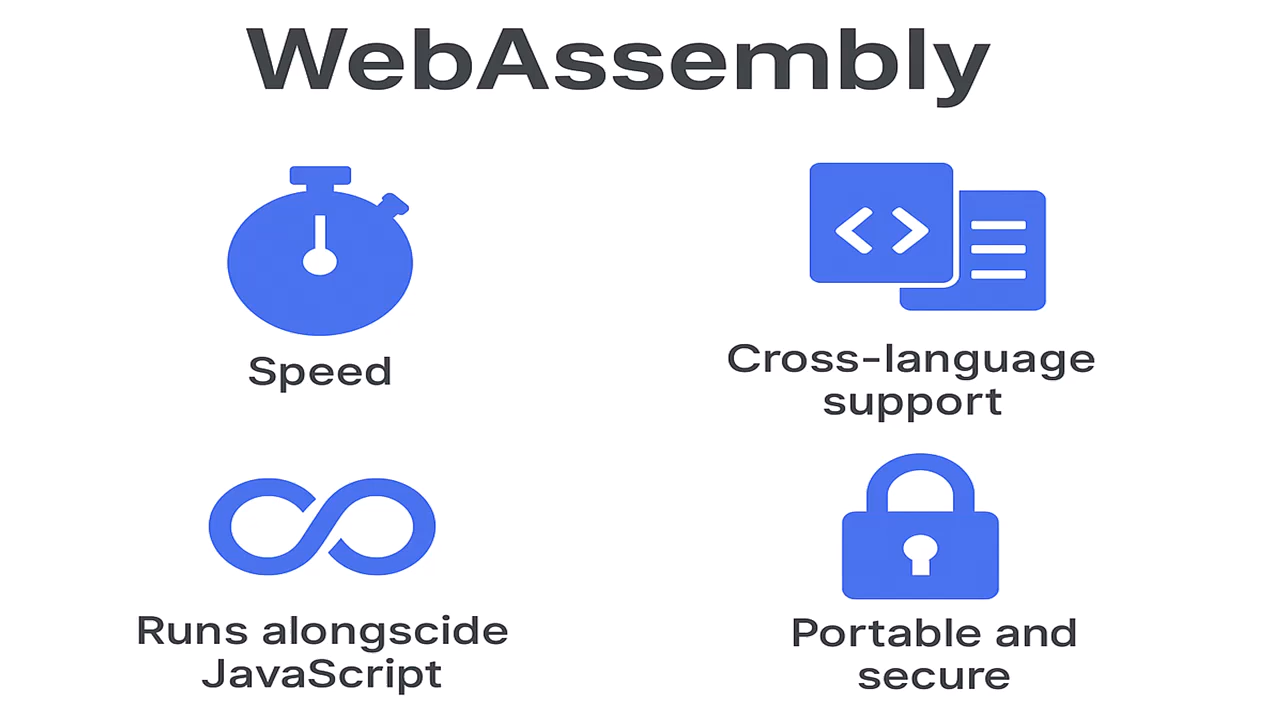 WebAssembly
Speed
Cross-language
support
Runs alongscide
JavaScript
Portable and
secure